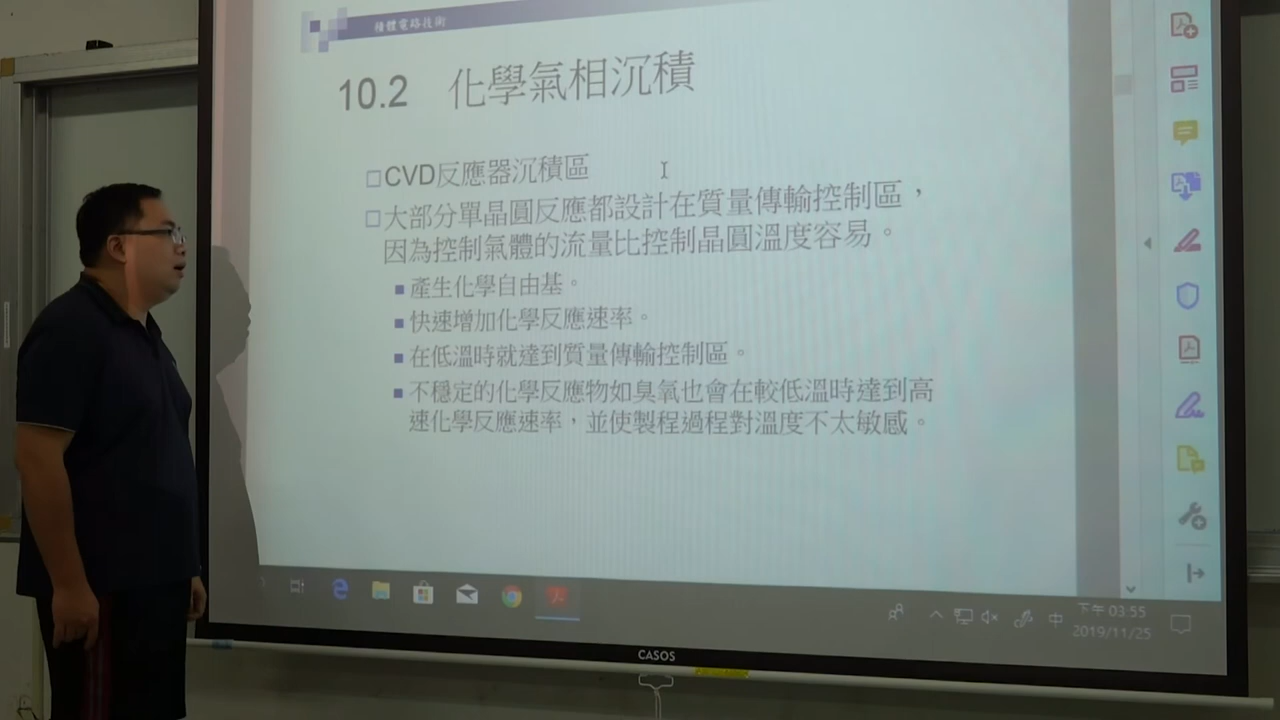 積體電路技術
10.2 化學氣相沉積
CVD反應器沉積區
大部分單晶圓反應都設計在質量傳輸控制區，
因為控制氣體的流量比控制晶圓溫度容易。
產生化學自由基。
快速增加化學反應速率。
在低溫時就達到質量傳輸控制區。
不穩定的化學反應物如臭氧也會在較低溫時達到高
速化學反應速率，並使製程過程對溫度不太敏感。
中
下午 03:55
2019/11/25
CASOS